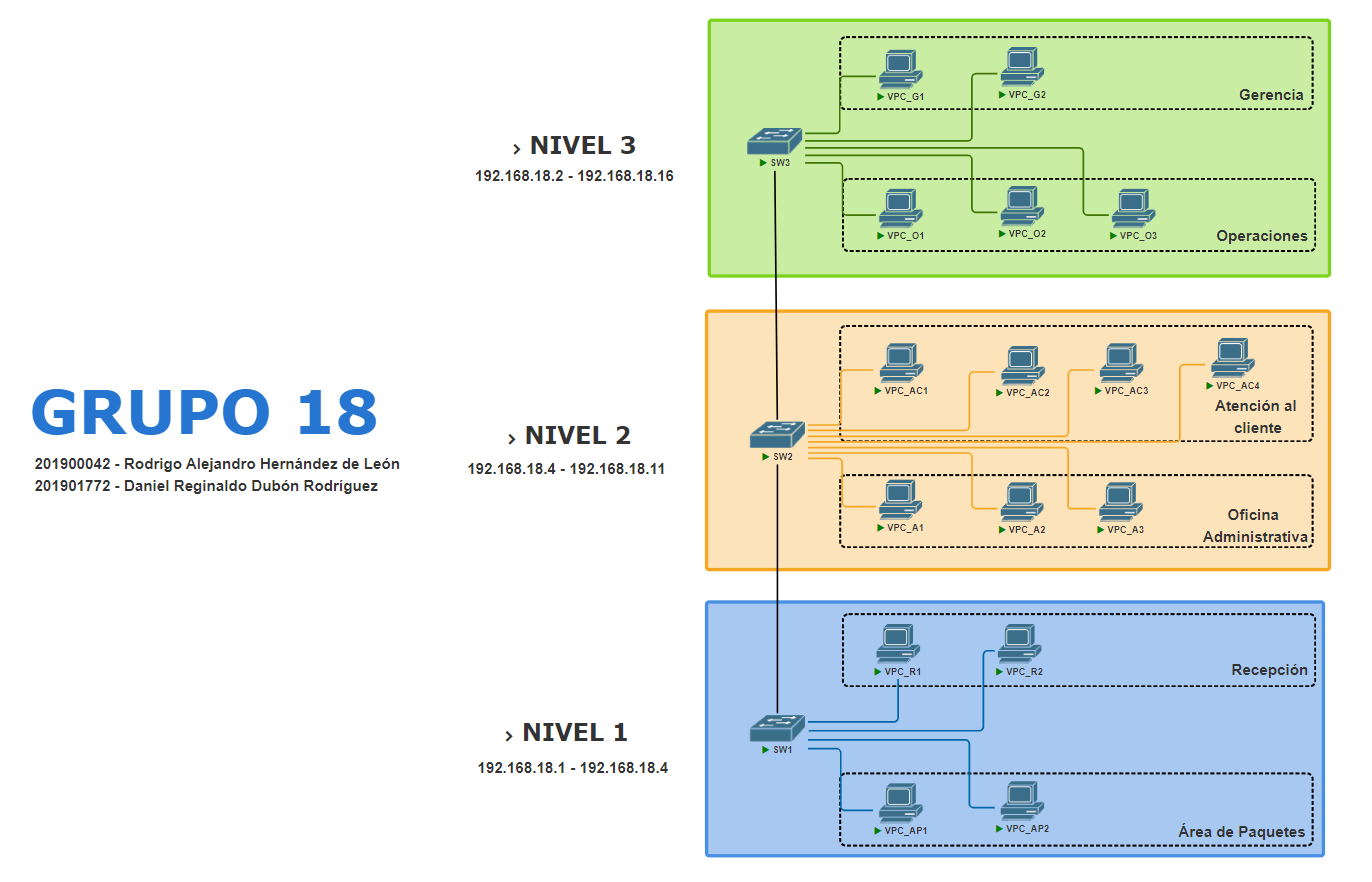 VPC_G1
VPC_G2
Gerencia
NIVEL 3
192.168.18.2 - 192.168.18.16
SW3
VPC_O1
VPC_O2
VPC_O3
Operaciones
GRUPO 18
201900042 - Rodrigo Alejandro Hernández de León
201901772 - Daniel Reginaldo Dubón Rodríguez
VPC_AC1
VPC_AC2
VPC_AC3
VPC_AC4
Atención al
cliente
NIVEL 2
192.168.18.4 - 192.168.18.11
SW2
VPC_A1
VPC_A2
VPC_A3
Oficina
Administrativa
VPC_R1
VPC_R2
Recepción
NIVEL 1
192.168.18.1 - 192.168.18.4
SW1
VPC_AP1
VPC_AP2
Área de Paquetes